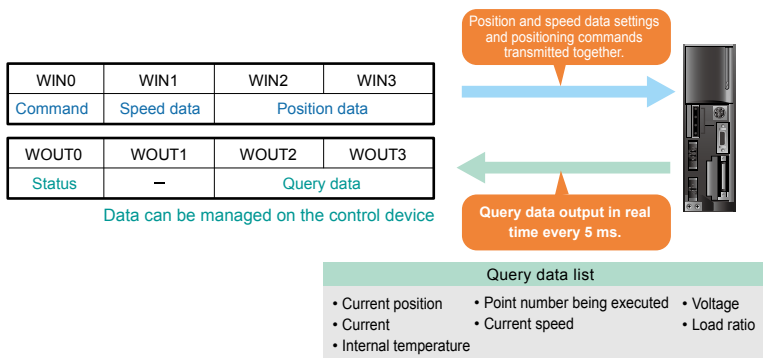 Position and speed data settings
and positioning commands
transmitted together.
WIN0 WIN1 WIN2 WIN3
Command Speed data Position data
WOUT0 WOUT1 WOUT2 WOUT3
Status – Query data
Data can be managed on the control device
Query data output in real
time every 5 ms.
Query data list
• Current position • Point number being executed • Voltage
• Current • Current speed • Load ratio
• Internal temperature